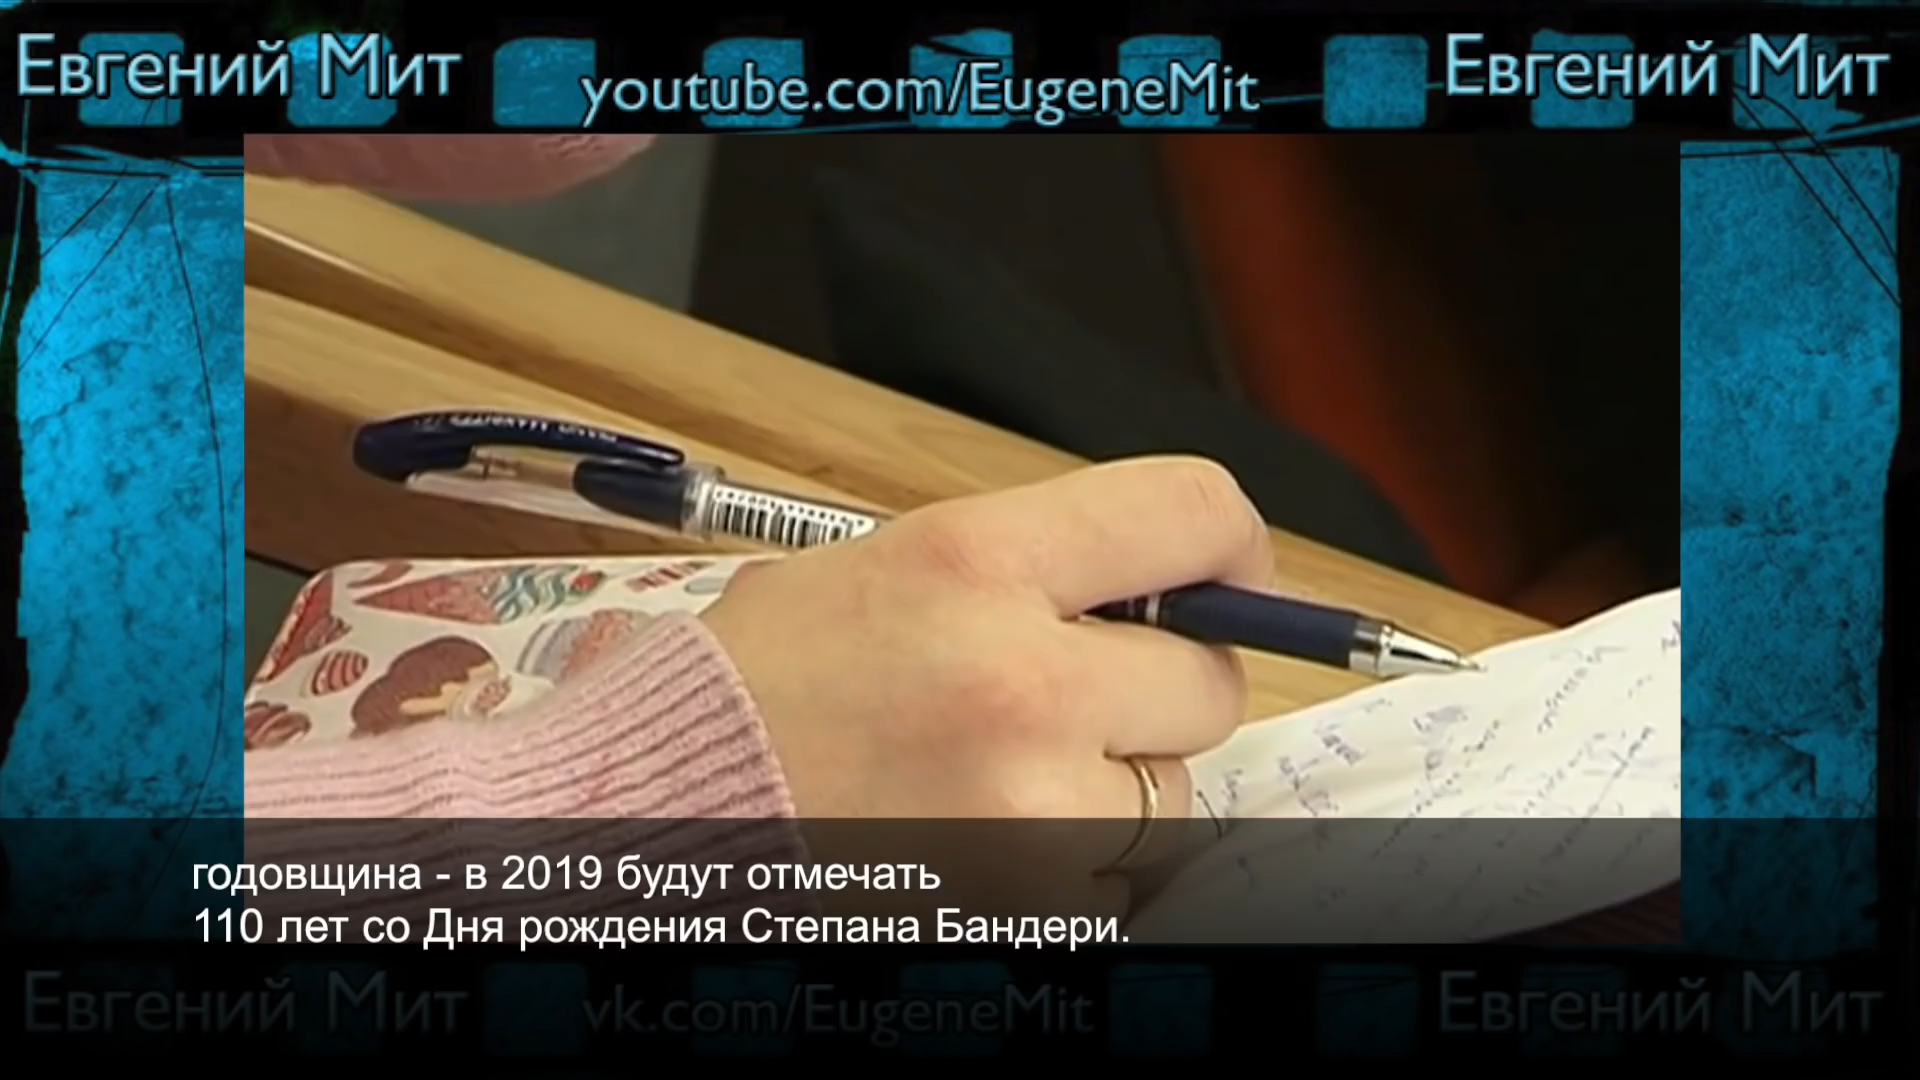 Евгений Мит
youtube.com/EugeneMit
Евгений Мит
годовщина - в 2019 будут отмечать
110 лет со Дня рождения Степана Бандери.
Евгений Мит
vk.com/EugeneMit
Евгений Мит